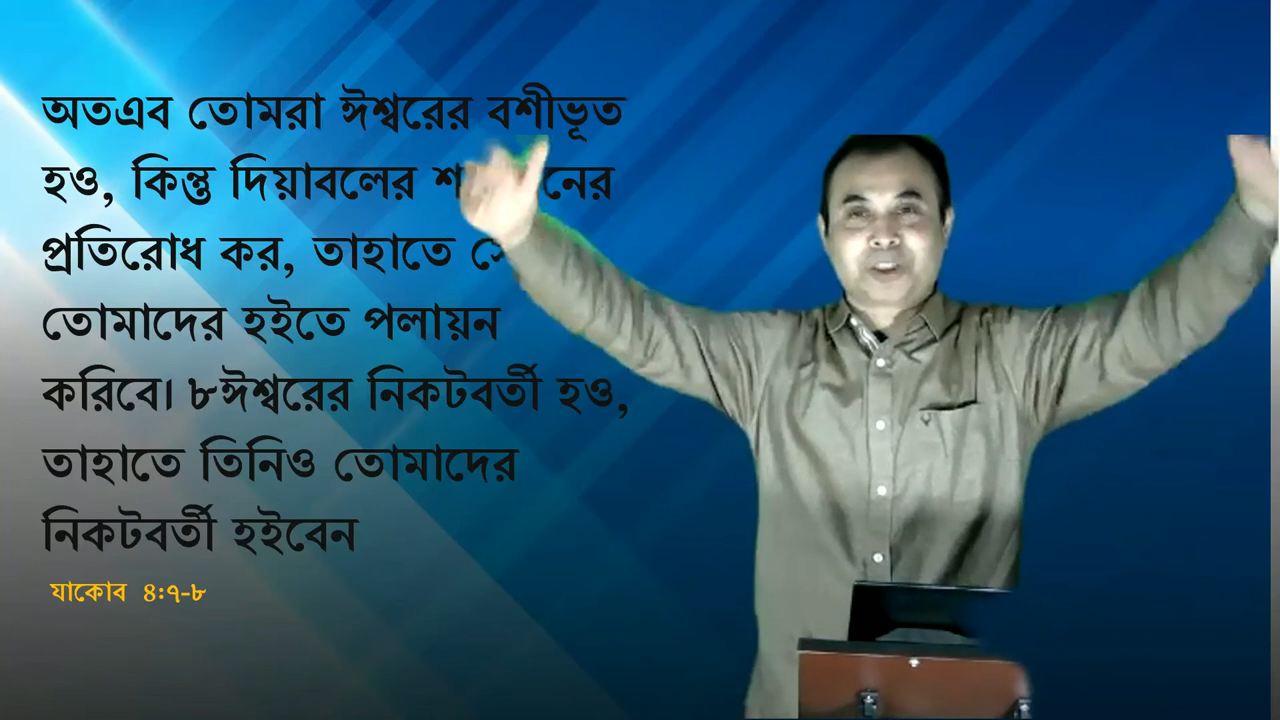 অতএব তোমরা ঈশ্বরের বশীভূত
হও, কিন্তু দিয়াবলের
প্রতিরোধ কর, তাহাতে
তোমাদের হইতে পলায়ন
করিবে। ৮ঈশ্বরের নিকটবর্তী হও,
তাহাতে তিনিও তোমাদের
নিকটবর্তী হইবেন
যাকোব ৪:৭-৮